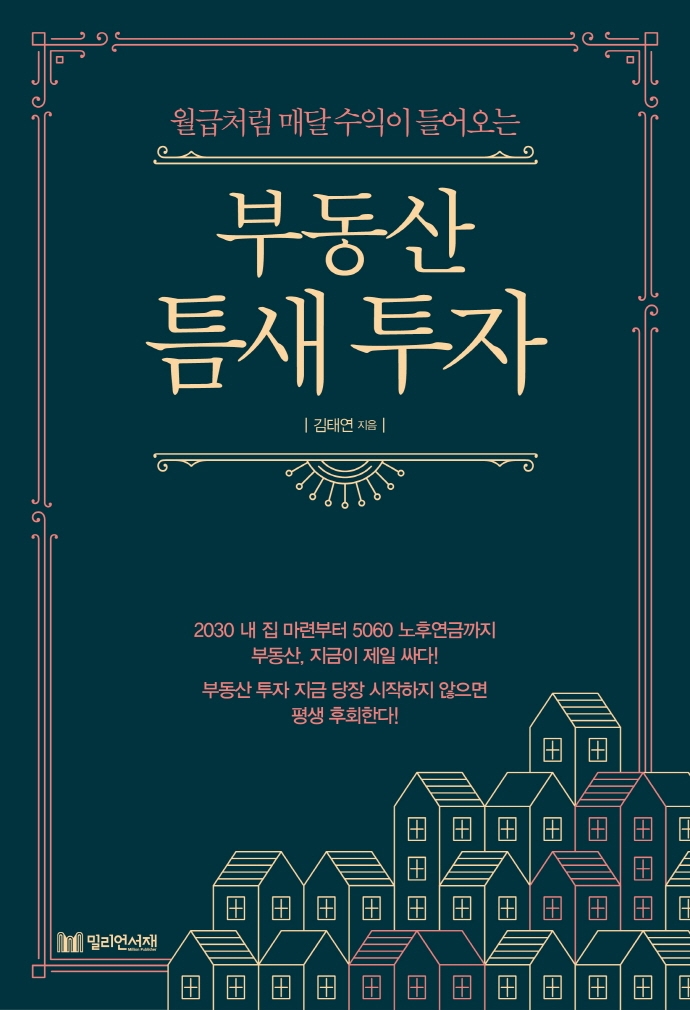 월급처럼 매달 수익이 들어오는
부동산
틈새 투자
| 김태연 지음 |
2030 내 집 마련부터 5060 노후연금까지
부동산, 지금이 제일 싸다!
부동산 투자 지금 당장 시작하지 않으면
평생 후회한다!
밀리언서재
Million Publisher